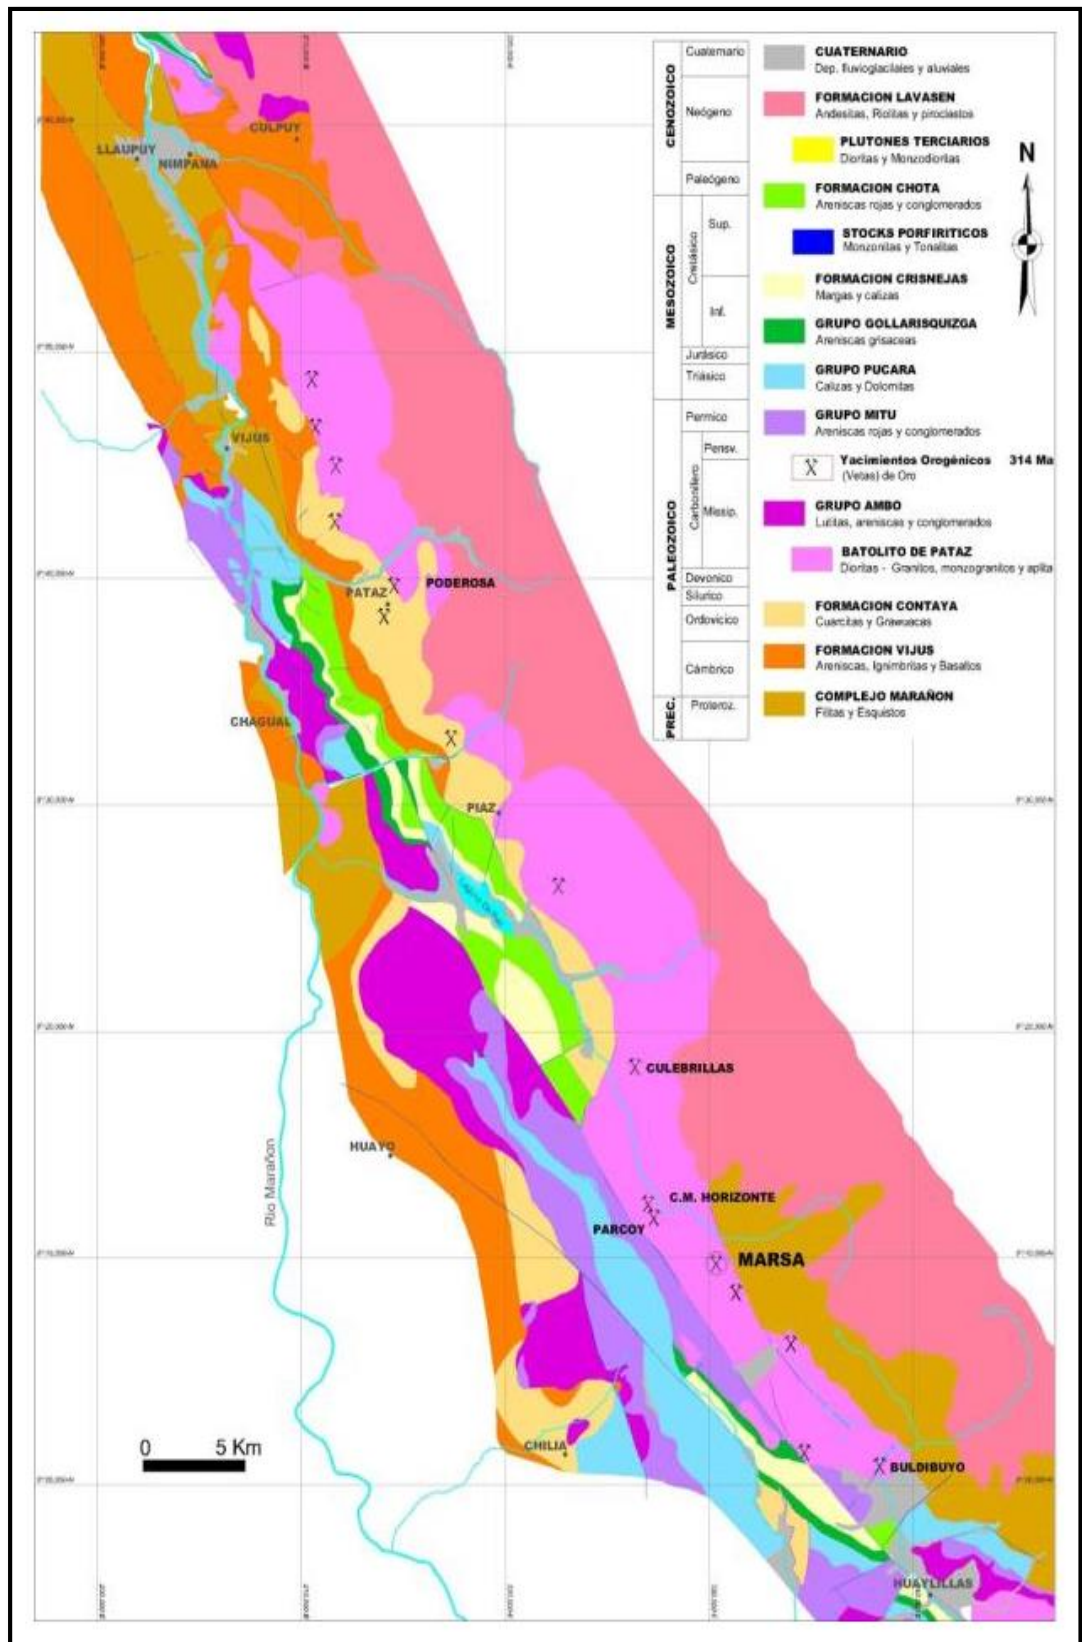 CENOZOICO
Cuaternario
Neógeno
Paleógeno
MESOZOICO
Cretásico
Sup.
Inf.
Jurásico
Triásico
PALEOZOICO
Permico
Carbonífero
Pensv.
Missip.
Devonico
Silurico
Ordovicico
Cámbrico
PREC.
Proteroz.
CUATERNARIO
Dep. fluvioglaciales y aluviales
FORMACION LAVASEN
Andesitas, Riolitas y piroclastos
PLUTONES TERCIARIOS
Dioritas y Monzodioritas
FORMACION CHOTA
Areniscas rojas y conglomerados
STOCKS PORFIRITICOS
Monzonitas y Tonalitas
FORMACION CRISNEJAS
Margas y calizas
GRUPO GOLLARISQUIZGA
Areniscas grisaceas
GRUPO PUCARA
Calizas y Dolomitas
GRUPO MITU
Areniscas rojas y conglomerados
Yacimientos Orogénicos 314 Ma
(Vetas) de Oro
GRUPO AMBO
Lutitas, areniscas y conglomerados
BATOLITO DE PATAZ
Dioritas - Granitos, monzogranitos y aplita
FORMACION CONTAYA
Cuarcitas y Grawuacas
FORMACION VIJUS
Areniscas, Ignimbritas y Basaltos
COMPLEJO MARAÑON
Filitas y Esquistos
N
CULPUY
LLAUPUY
NIMPANA
VIJUS
PATAZ
PODEROSA
CHAGUAL
PIAZ
CULEBRILLAS
HUAYO
Rio Marañon
C.M. HORIZONTE
PARCOY
MARSA
0 5 Km
CHILIA
BULDIBUYO
HUAYLILLAS